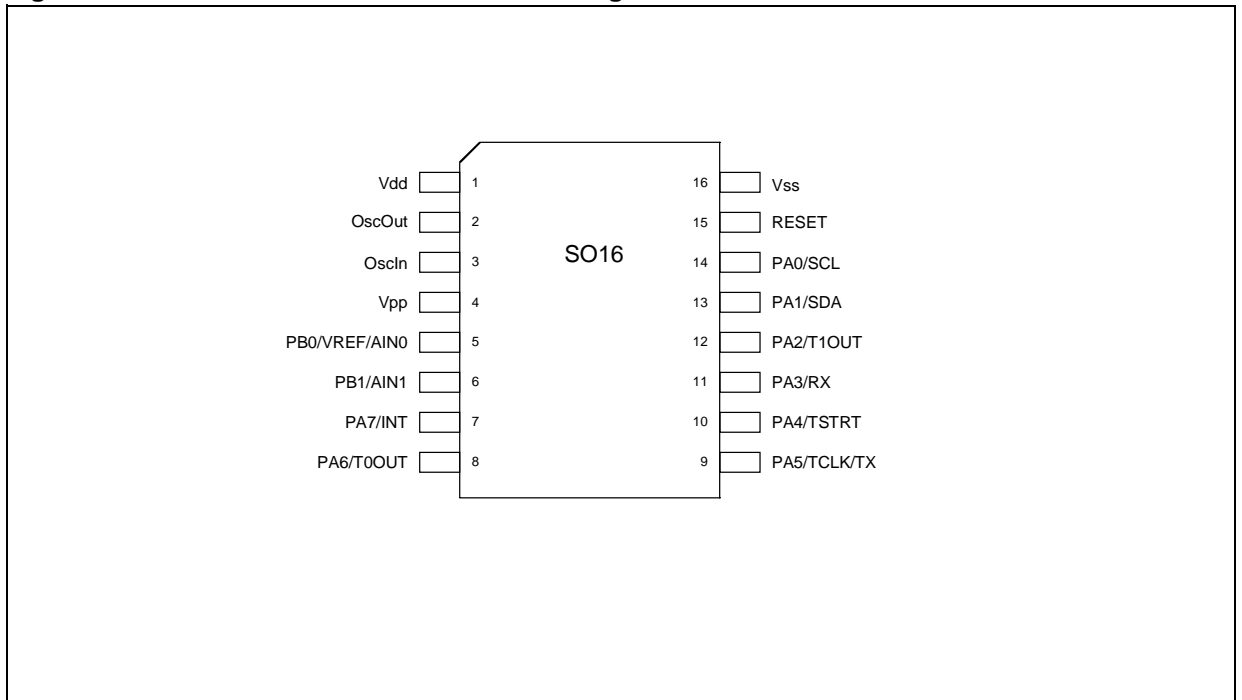 Vdd 1 16 Vss
OscOut 2 15 RESET
OscIn 3 SO16 14 PA0/SCL
Vpp 4 13 PA1/SDA
PB0/VREF/AIN0 5 12 PA2/T1OUT
PB1/AIN1 6 11 PA3/RX
PA7/INT 7 10 PA4/TSTRT
PA6/T0OUT 8 9 PA5/TCLK/TX